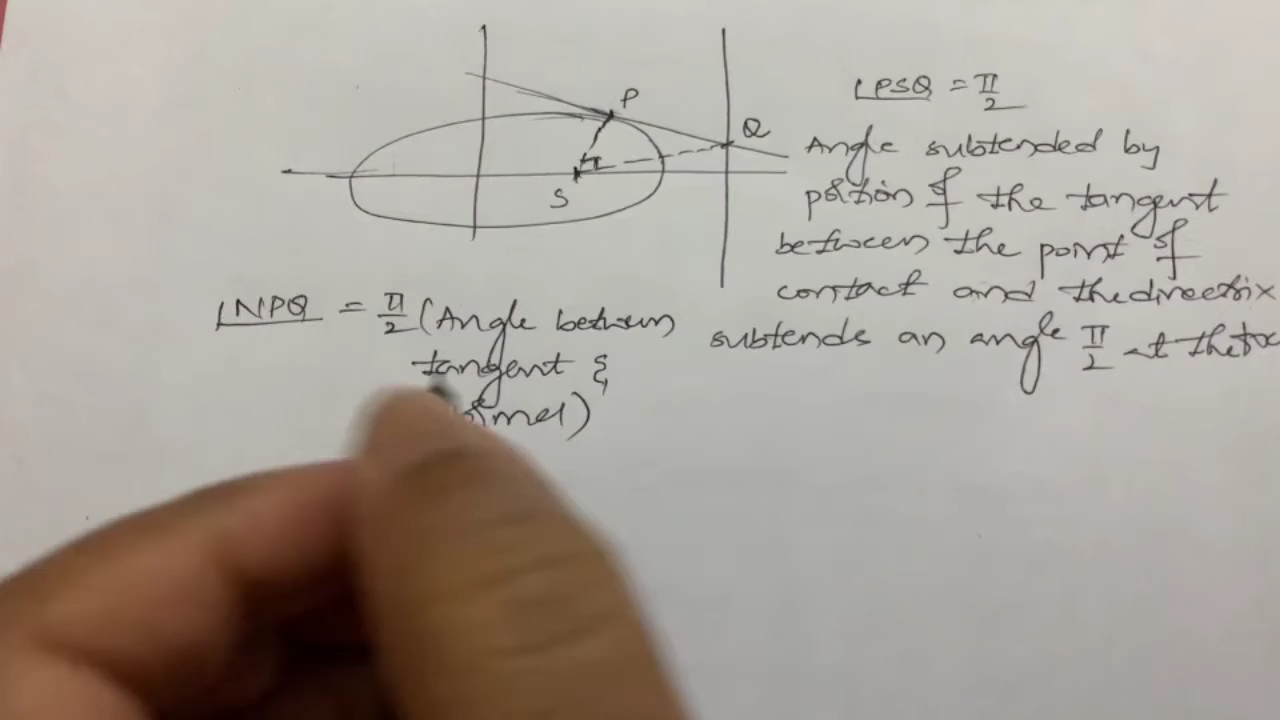 P
Q
S
∠PSQ = π/2
Angle subtended by
portion of the tangent
between the point of
contact and the directrix
subtends an angle π/2 at the
∠NPQ = π/2 (Angle between
tangent &